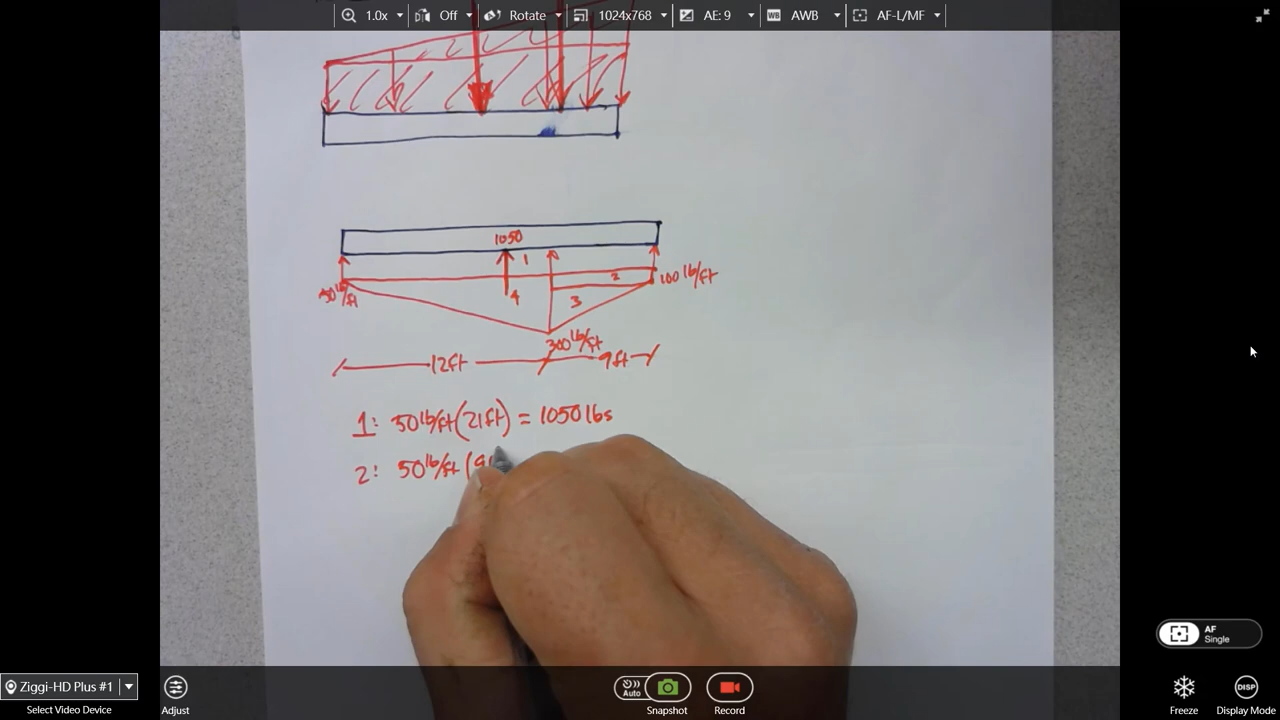 1.0x
Off
Rotate
1024x768
AE: 9
WB AWB
AF-L/MF
1050
1
2
50 lb/ft
100 lb/ft
4
3
300 lb/ft
12ft
9ft
1: 50 lb/ft (21ft) = 1050 lbs
2: 50 lb/ft (9
AF
Single
Ziggi-HD Plus #1
Select Video Device
Adjust
Auto
Snapshot
Record
Freeze
DISP
Display Mode